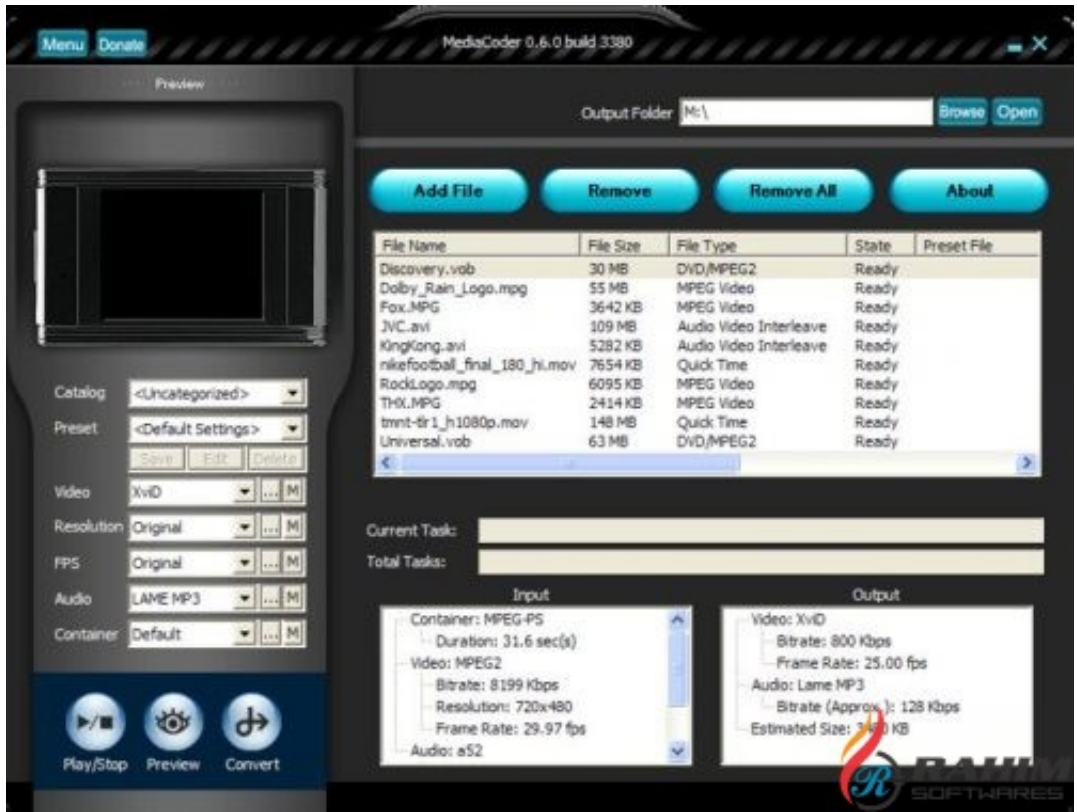 Menu Donate MediaCoder 0.6.0 build 3380
Preview
Output Folder M:\ Browse Open
Add File Remove Remove All About
File Name File Size File Type State Preset File
Discovery.vob 30 MB DVD/MPEG2 Ready
Dolby_Rain_Logo.mpg 55 MB MPEG Video Ready
Fox.MPG 3642 KB MPEG Video Ready
JVC.avi 109 MB Audio Video Interleave Ready
KingKong.avi 5282 KB Audio Video Interleave Ready
nikefootball_final_180_hi.mov 7654 KB Quick Time Ready
RockLogo.mpg 6095 KB MPEG Video Ready
THX.MPG 2414 KB MPEG Video Ready
tmnt-tlr1_h1080p.mov 148 MB Quick Time Ready
Universal.vob 63 MB DVD/MPEG2 Ready
Catalog <Uncategorized>
Preset <Default Settings>
Save Edit Delete
Video XviD ... M
Resolution Original ... M
FPS Original ... M
Audio LAME MP3 ... M
Container Default ... M
Play/Stop Preview Convert
Current Task:
Total Tasks:
Input
Container: MPEG-PS
Duration: 31.6 sec(s)
Video: MPEG2
Bitrate: 8199 Kbps
Resolution: 720x480
Frame Rate: 29.97 fps
Audio: a52
Output
Video: XviD
Bitrate: 800 Kbps
Frame Rate: 25.00 fps
Audio: Lame MP3
Bitrate (Approx.): 128 Kbps
Estimated Size: KB
R RAHIM
SOFTWARES